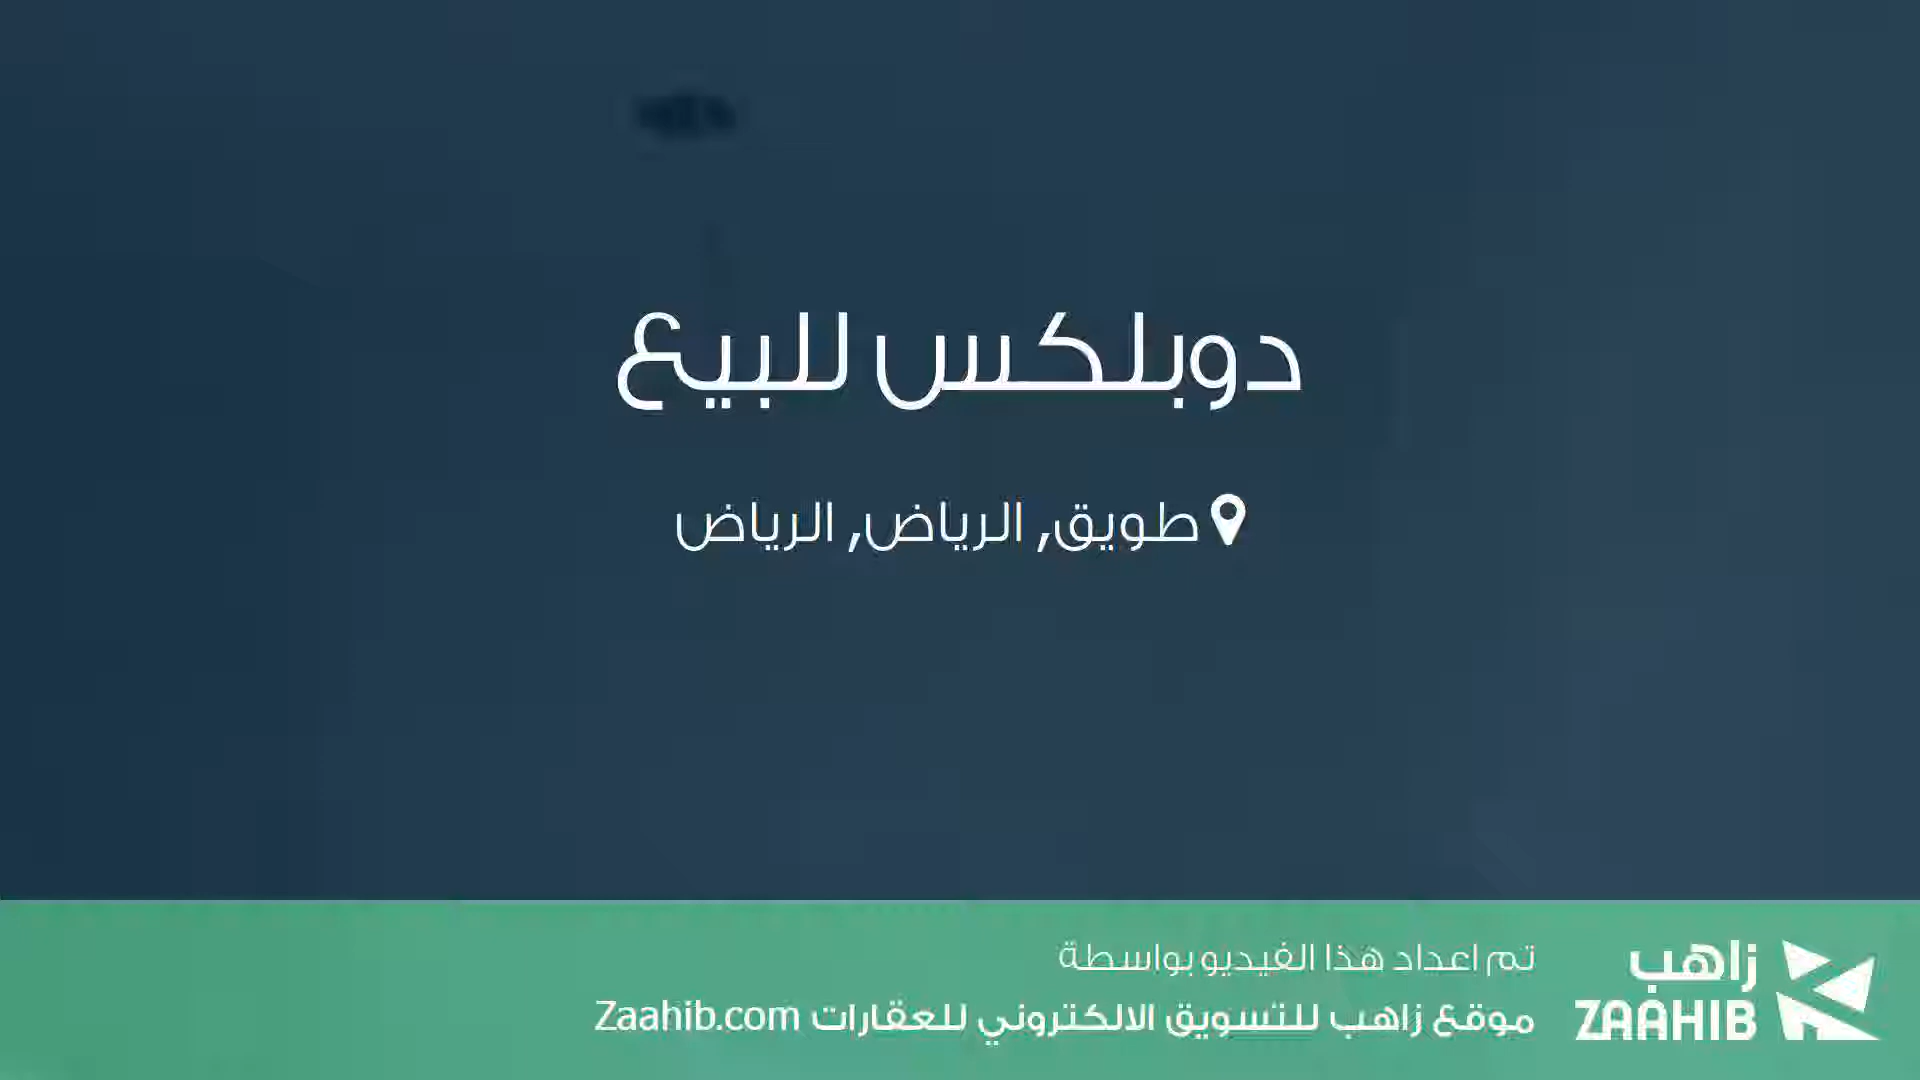 دوبلكس للبيع
طويق, الرياض, الرياض
تم اعداد هذا الفيديو بواسطة
موقع زاهب للتسويق الالكتروني للعقارات Zaahib.com
زاهب
ZAAHIB